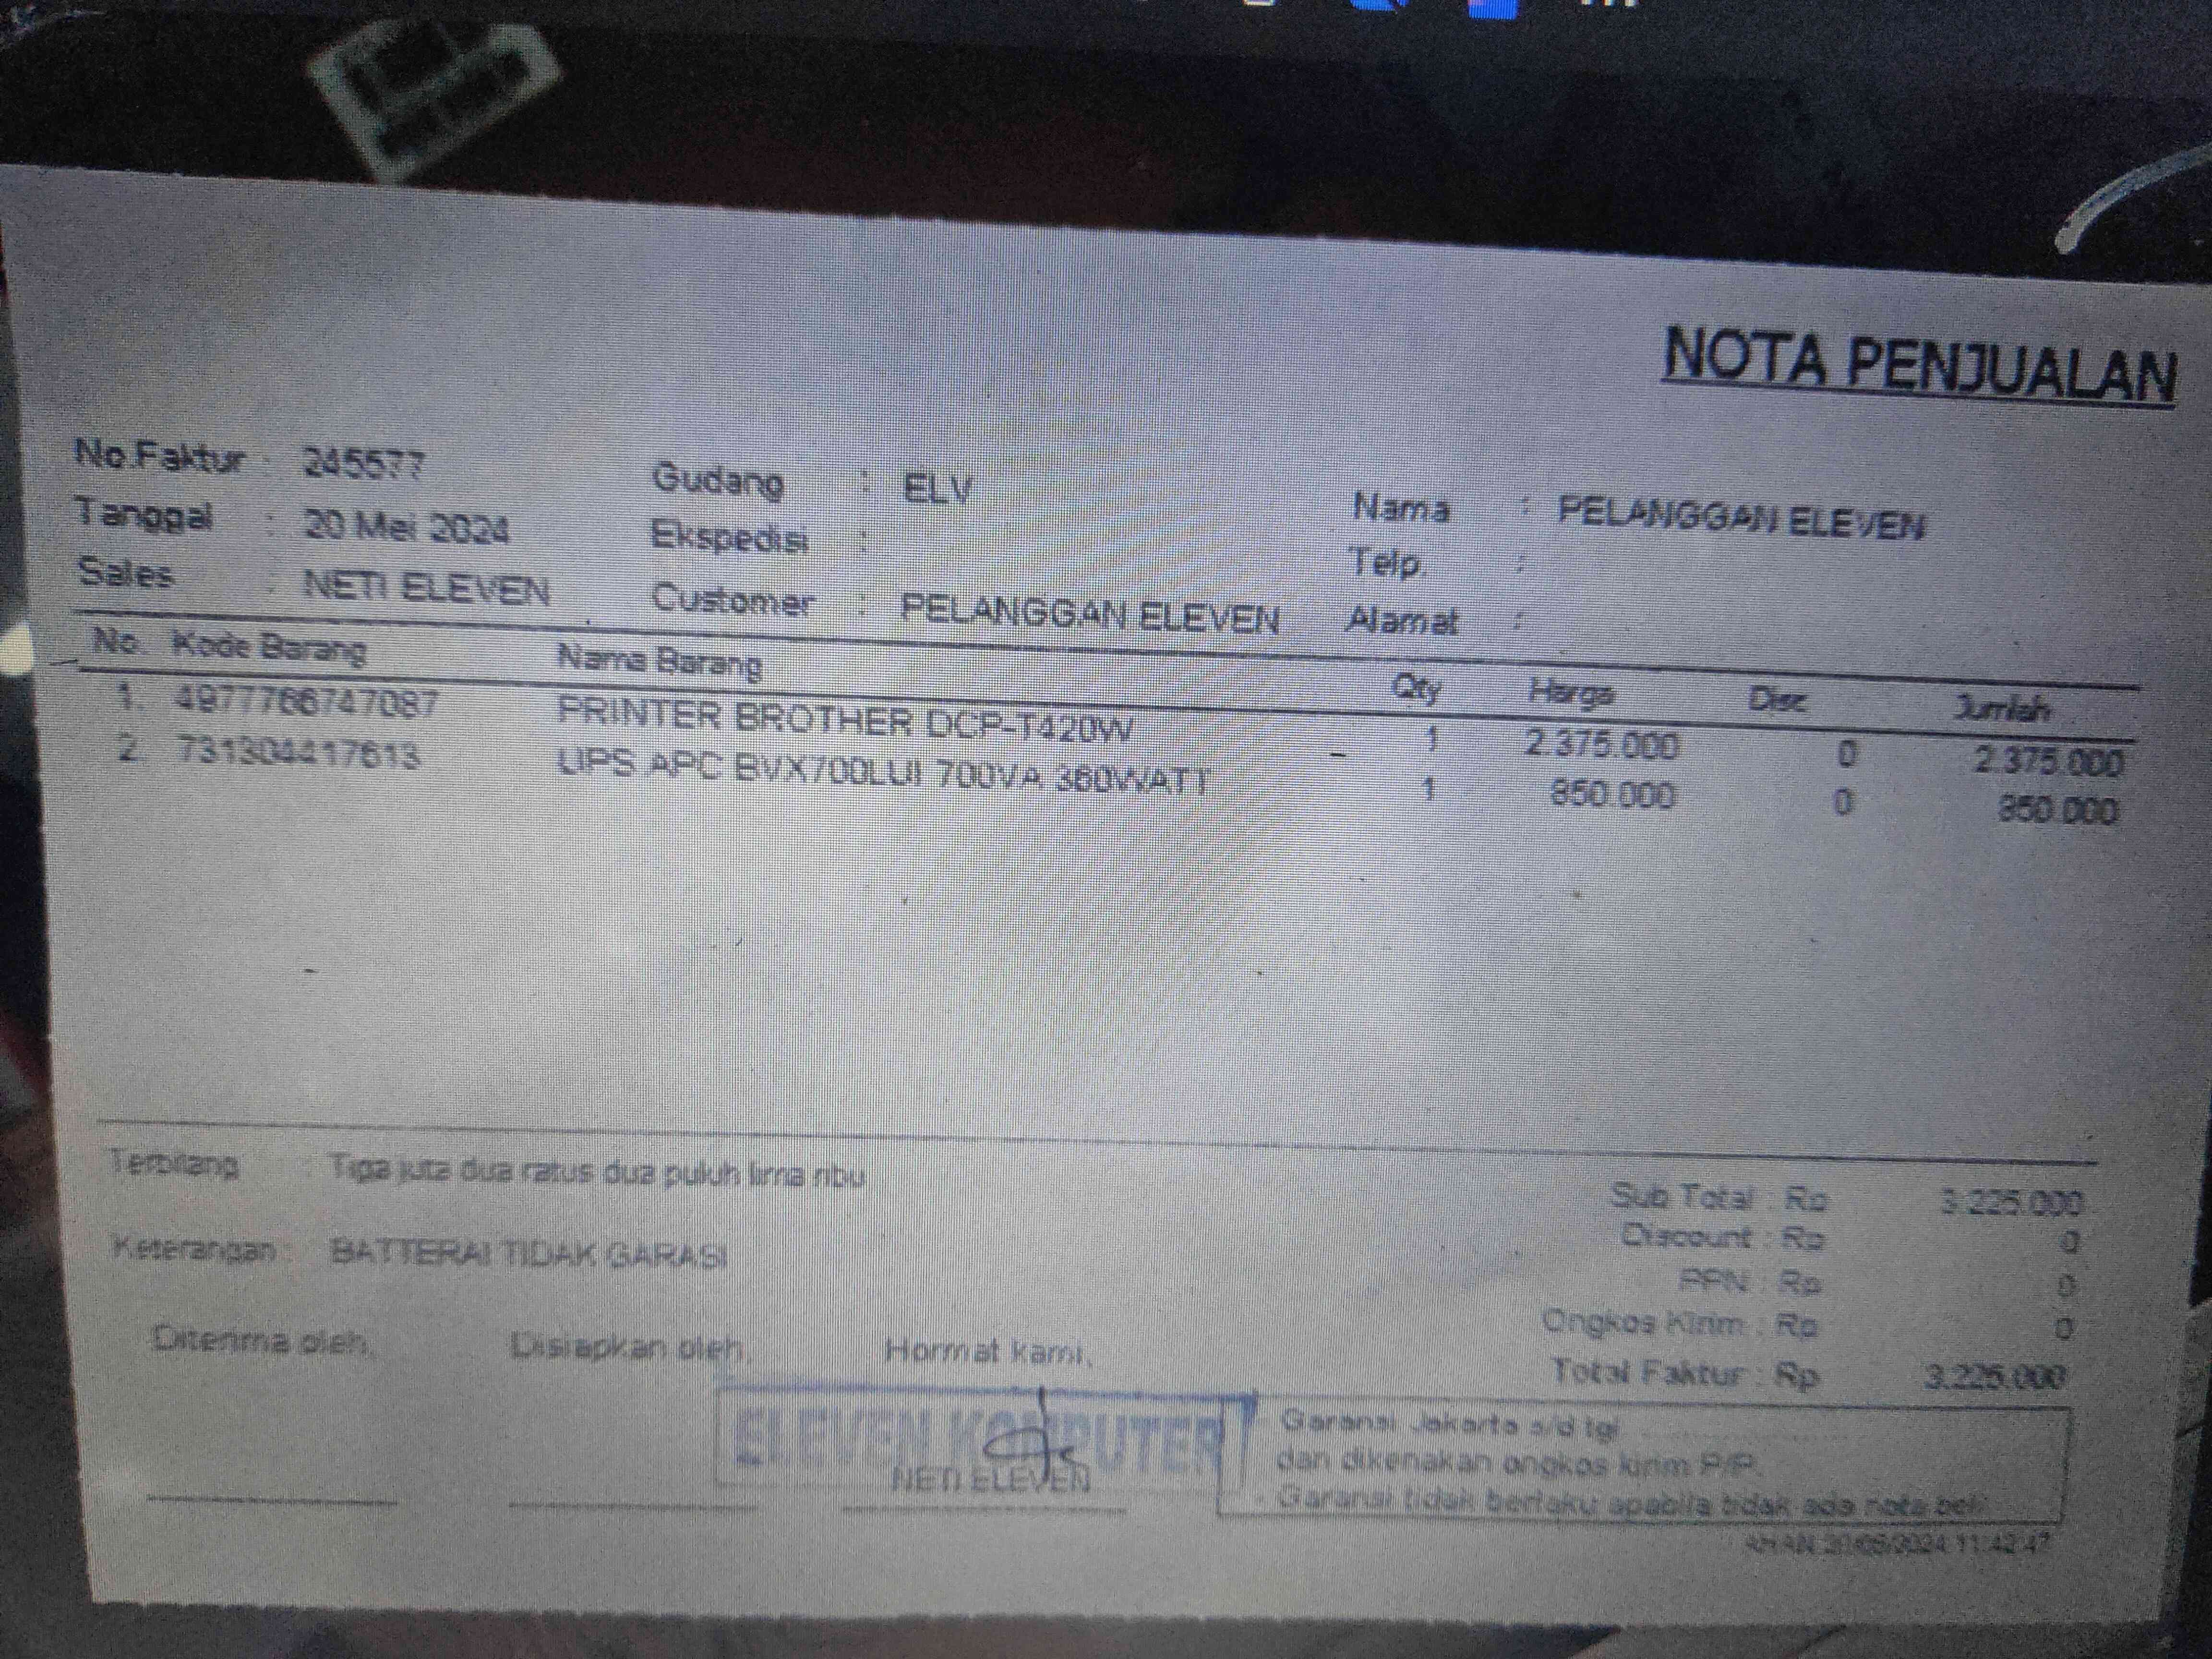 NOTA PENJUALAN
No.Faktur : 245577 Gudang : ELV Nama : PELANGGAN ELEVEN
Tanggal : 20 Mei 2024 Ekspedisi : Telp. :
Sales : NETI ELEVEN Customer : PELANGGAN ELEVEN Alamat :
No. Kode Barang Nama Barang Qty Harga Disc Jumlah
1. 4977766747087 PRINTER BROTHER DCP-T420W 1 2.375.000 0 2.375.000
2. 731304417613 UPS APC BVX700LUI 700VA 360WATT 1 850.000 0 850.000
Terbilang : Tiga juta dua ratus dua puluh lima ribu
Sub Total : Rp 3.225.000
Discount : Rp 0
Keterangan : BATTERAI TIDAK GARASI
PPN : Rp 0
Ongkos Kirim : Rp 0
Total Faktur : Rp 3.225.000
Diterima oleh, Disiapkan oleh, Hormat kami,
ELEVEN KOMPUTER
NETI ELEVEN
Garansi Jakarta s/d tgl
dan dikenakan ongkos kirim P/P.
- Garansi tidak berlaku apabila tidak ada nota beli
11:42:47